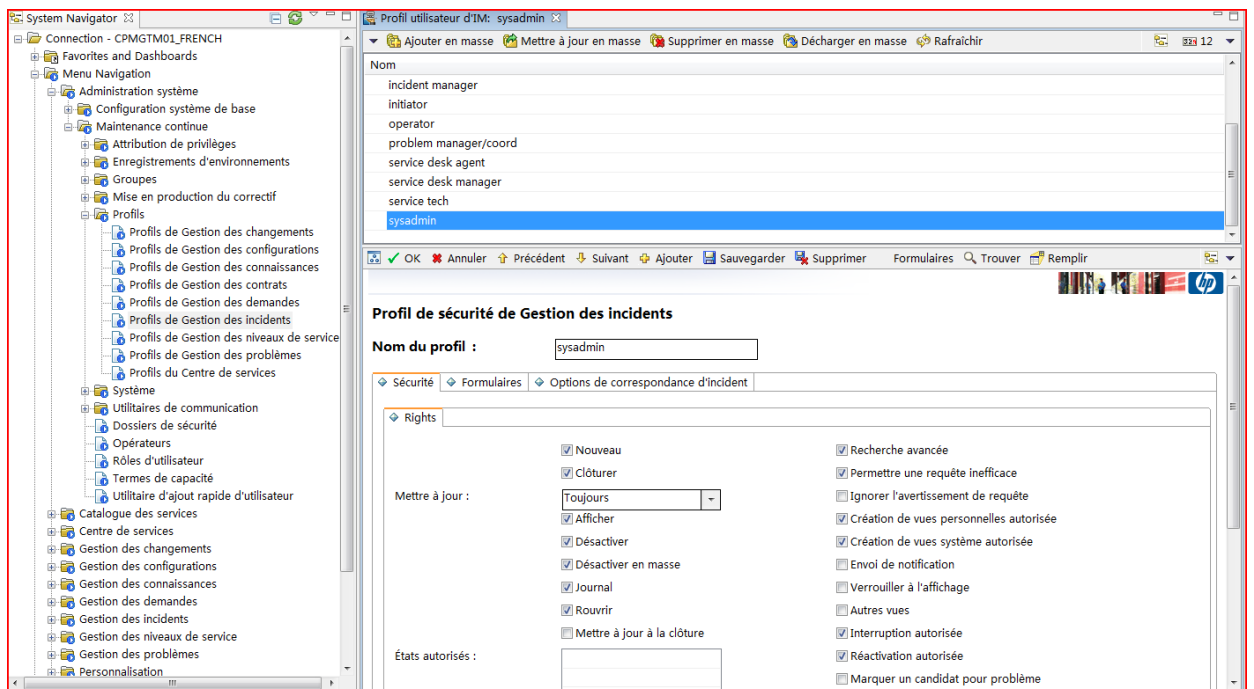 System Navigator
Connection - CPMGTM01_FRENCH
Favorites and Dashboards
Menu Navigation
Administration système
Configuration système de base
Maintenance continue
Attribution de privilèges
Enregistrements d'environnements
Groupes
Mise en production du correctif
Profils
Profils de Gestion des changements
Profils de Gestion des configurations
Profils de Gestion des connaissances
Profils de Gestion des contrats
Profils de Gestion des demandes
Profils de Gestion des incidents
Profils de Gestion des niveaux de service
Profils de Gestion des problèmes
Profils du Centre de services
Système
Utilitaires de communication
Dossiers de sécurité
Opérateurs
Rôles d'utilisateur
Termes de capacité
Utilitaire d'ajout rapide d'utilisateur
Catalogue des services
Centre de services
Gestion des changements
Gestion des configurations
Gestion des connaissances
Gestion des demandes
Gestion des incidents
Gestion des niveaux de service
Gestion des problèmes
Personnalisation
Profil utilisateur d'IM: sysadmin
Ajouter en masse Mettre à jour en masse Supprimer en masse Décharger en masse Rafraîchir 12
Nom
incident manager
initiator
operator
problem manager/coord
service desk agent
service desk manager
service tech
sysadmin
OK Annuler Précédent Suivant Ajouter Sauvegarder Supprimer Formulaires Trouver Remplir
hp
Profil de sécurité de Gestion des incidents
Nom du profil : sysadmin
Sécurité Formulaires Options de correspondance d'incident
Rights
Nouveau Recherche avancée
Clôturer Permettre une requête inefficace
Mettre à jour : Toujours Ignorer l'avertissement de requête
Afficher Création de vues personnelles autorisée
Désactiver Création de vues système autorisée
Désactiver en masse Envoi de notification
Journal Verrouiller à l'affichage
Rouvrir Autres vues
Mettre à jour à la clôture Interruption autorisée
États autorisés : Réactivation autorisée
Marquer un candidat pour problème